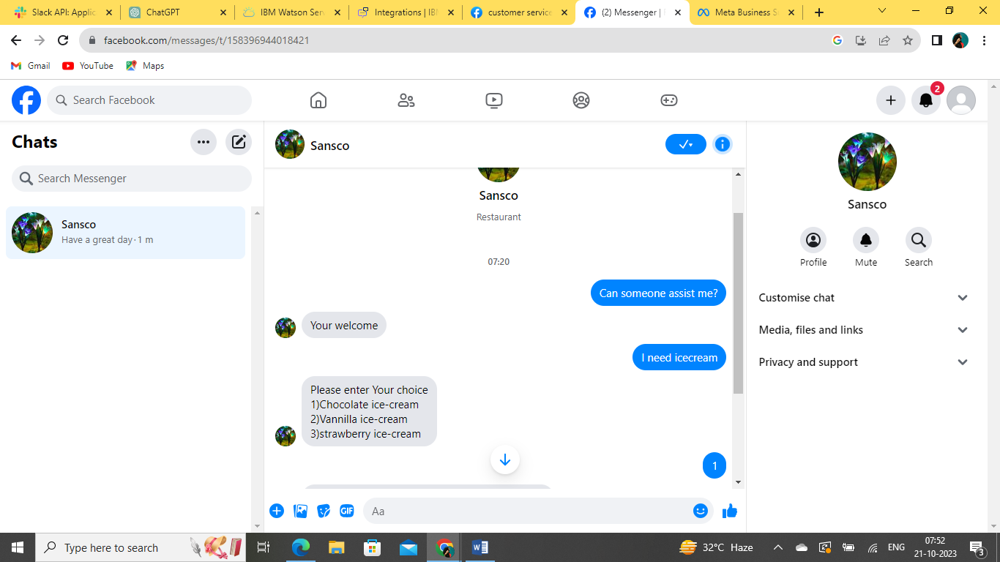 Slack API: Applic
ChatGPT
IBM Watson Serv
Integrations | IBM
customer service
(2) Messenger |
Meta Business S
facebook.com/messages/t/158396944018421
Gmail
YouTube
Maps
Search Facebook
2
Chats
Search Messenger
Sansco
Have a great day · 1 m
Sansco
Sansco
Restaurant
07:20
Can someone assist me?
Your welcome
I need icecream
Please enter Your choice
1)Chocolate ice-cream
2)Vannilla ice-cream
3)strawberry ice-cream
1
GIF
Aa
Sansco
Profile
Mute
Search
Customise chat
Media, files and links
Privacy and support
Type here to search
32°C Haze
ENG
07:52
21-10-2023
3